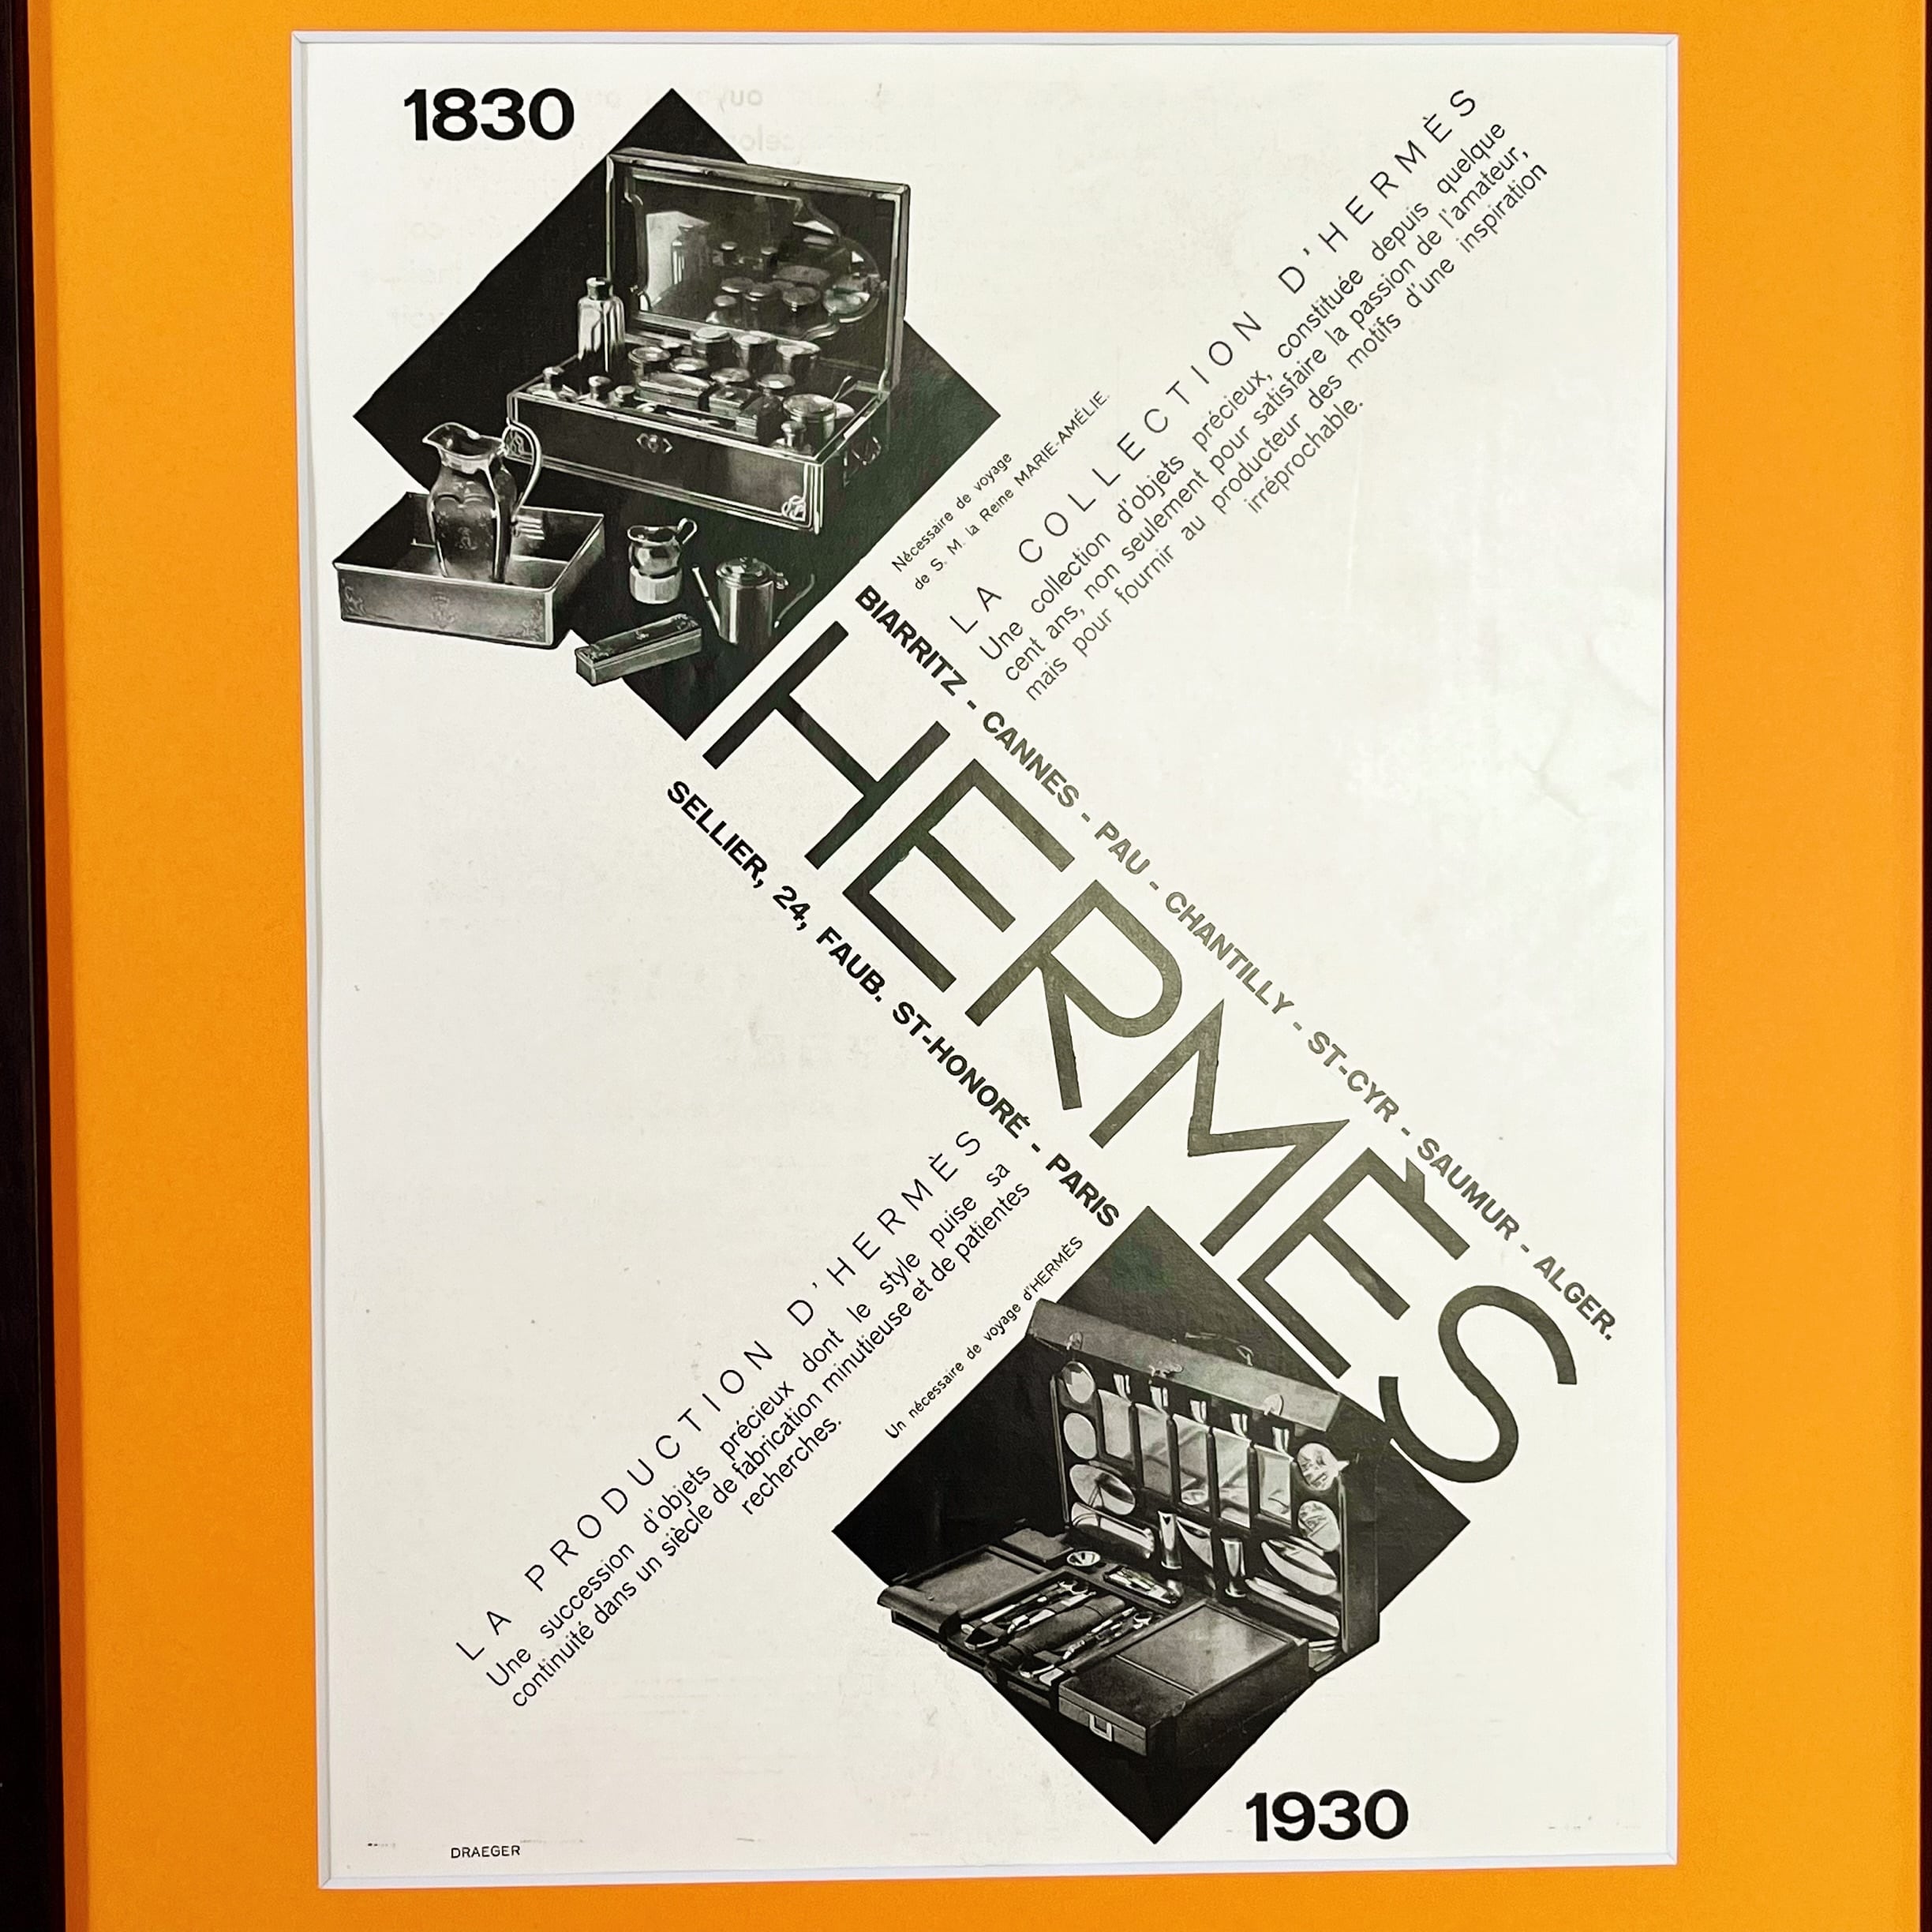 1830
Nécessaire de voyage
de S. M. la Reine MARIE-AMÉLIE.
LA COLLECTION D'HERMÈS
Une collection d'objets précieux, constituée depuis quelque
cent ans, non seulement pour satisfaire la passion de l'amateur,
mais pour fournir au producteur des motifs d'une inspiration
irréprochable.
BIARRITZ - CANNES - PAU - CHANTILLY - ST-CYR - SAUMUR - ALGER.
HERMÈS
SELLIER, 24, FAUB. ST-HONORÉ - PARIS
LA PRODUCTION D'HERMÈS
Une succession d'objets précieux dont le style puise sa
continuité dans un siècle de fabrication minutieuse et de patientes
recherches.
Un nécessaire de voyage d'HERMÈS
1930
DRAEGER